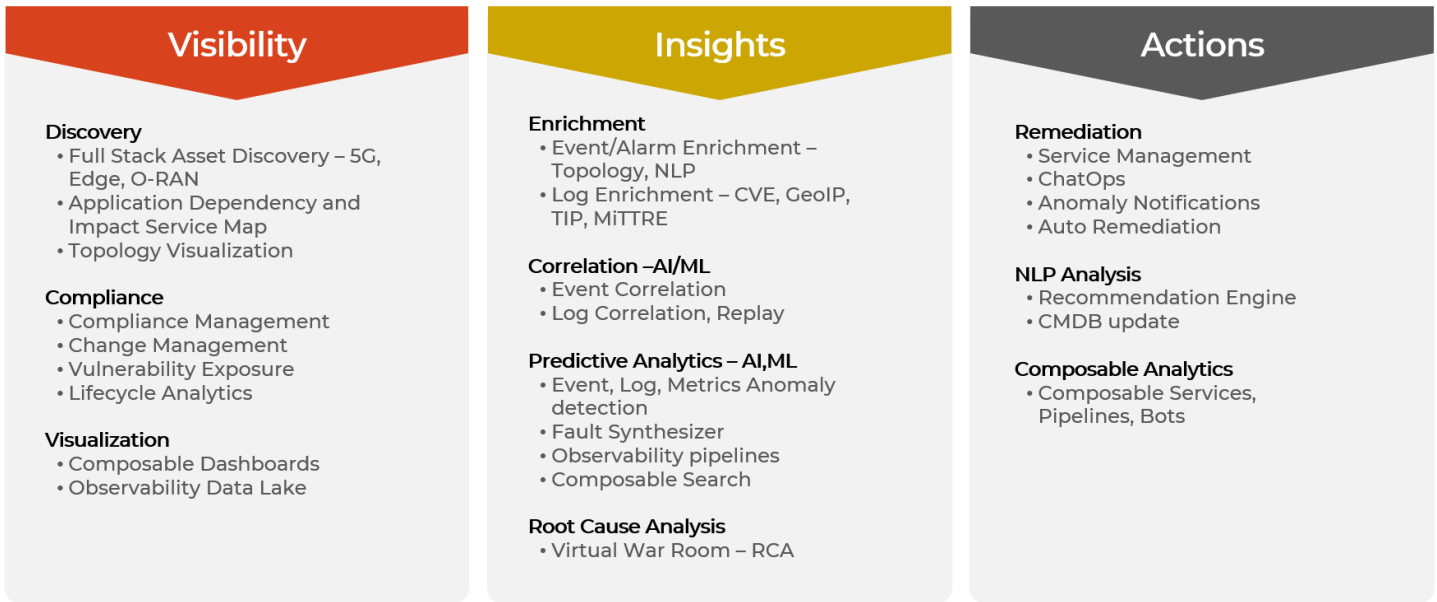 Visibility
Discovery
• Full Stack Asset Discovery – 5G,
Edge, O-RAN
• Application Dependency and
Impact Service Map
• Topology Visualization
Compliance
• Compliance Management
• Change Management
• Vulnerability Exposure
• Lifecycle Analytics
Visualization
• Composable Dashboards
• Observability Data Lake
Insights
Enrichment
• Event/Alarm Enrichment –
Topology, NLP
• Log Enrichment – CVE, GeoIP,
TIP, MiTTRE
Correlation –AI/ML
• Event Correlation
• Log Correlation, Replay
Predictive Analytics – AI,ML
• Event, Log, Metrics Anomaly
detection
• Fault Synthesizer
• Observability pipelines
• Composable Search
Root Cause Analysis
• Virtual War Room – RCA
Actions
Remediation
• Service Management
• ChatOps
• Anomaly Notifications
• Auto Remediation
NLP Analysis
• Recommendation Engine
• CMDB update
Composable Analytics
• Composable Services,
Pipelines, Bots